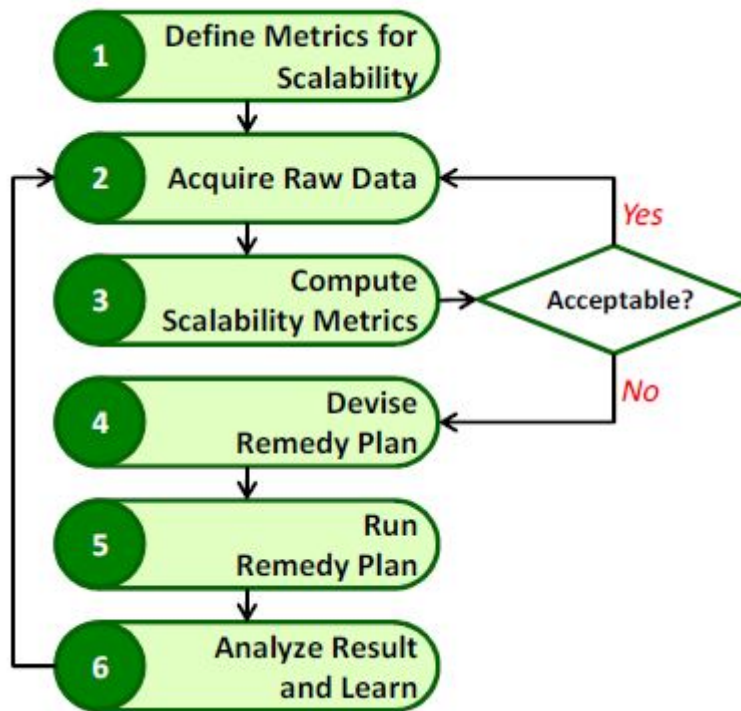 1
Define Metrics for
Scalability
2
Acquire Raw Data
Yes
3
Compute
Scalability Metrics
Acceptable?
No
4
Devise
Remedy Plan
5
Run
Remedy Plan
6
Analyze Result
and Learn